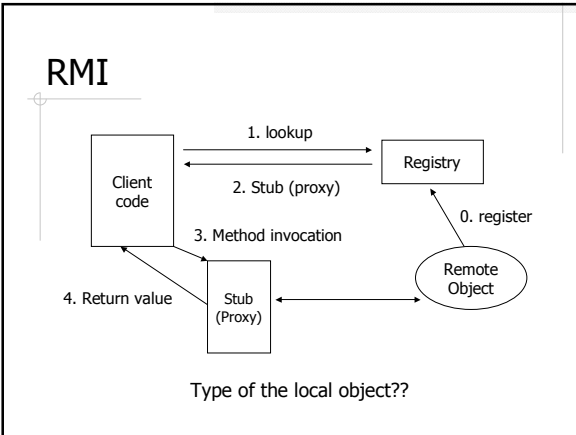 RMI
1. lookup
Client
code
Registry
2. Stub (proxy)
0. register
3. Method invocation
Remote
Object
4. Return value
Stub
(Proxy)
Type of the local object??